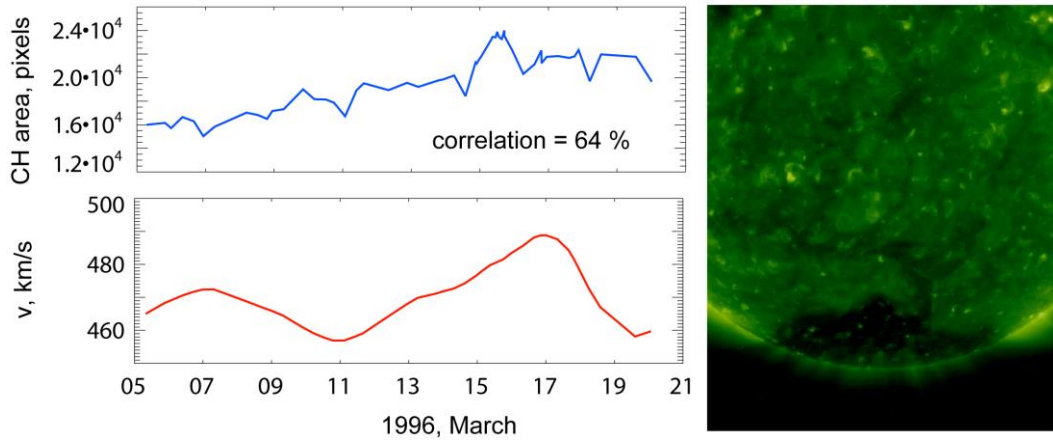 CH area, pixels
2.4•10⁴
2.0•10⁴
1.6•10⁴
1.2•10⁴
correlation = 64 %
v, km/s
500
480
460
05 07 09 11 13 15 17 19 21
1996, March